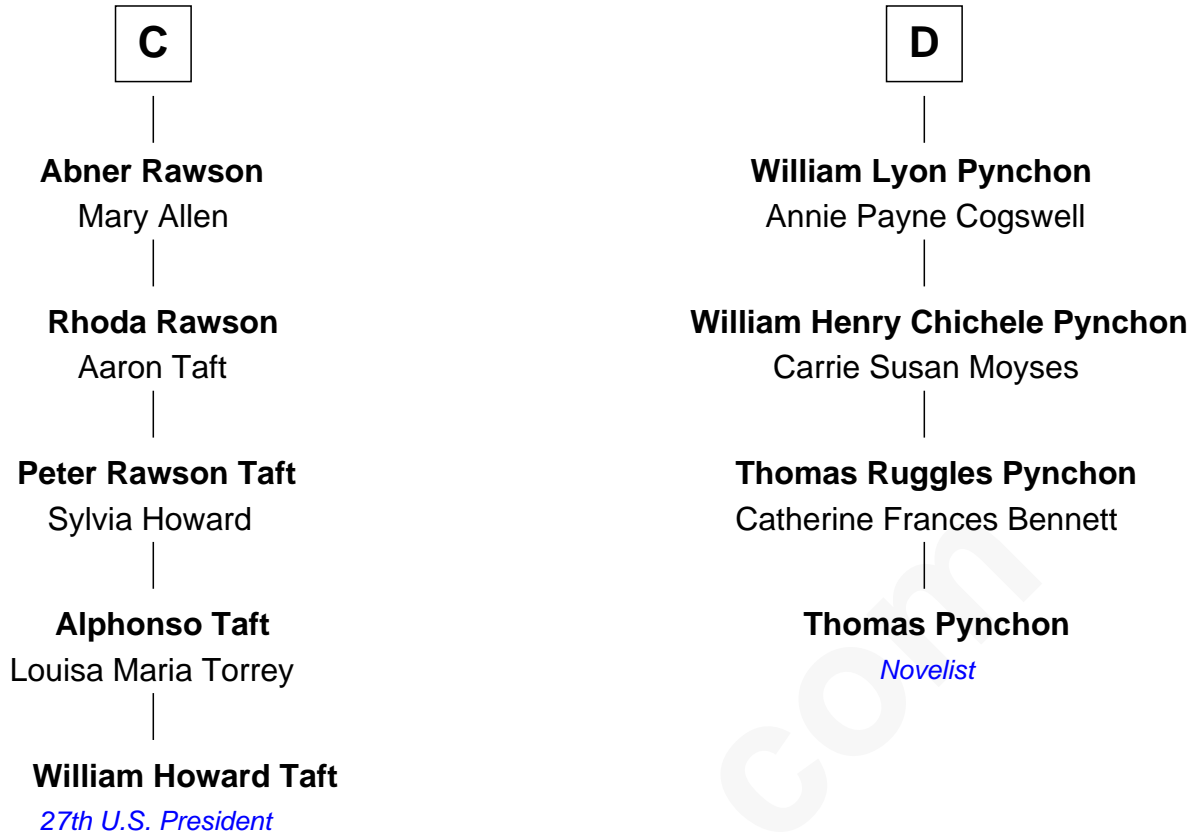 C
Abner Rawson
Mary Allen
Rhoda Rawson
Aaron Taft
Peter Rawson Taft
Sylvia Howard
Alphonso Taft
Louisa Maria Torrey
William Howard Taft
27th U.S. President
D
William Lyon Pynchon
Annie Payne Cogswell
William Henry Chichele Pynchon
Carrie Susan Moyses
Thomas Ruggles Pynchon
Catherine Frances Bennett
Thomas Pynchon
Novelist
com